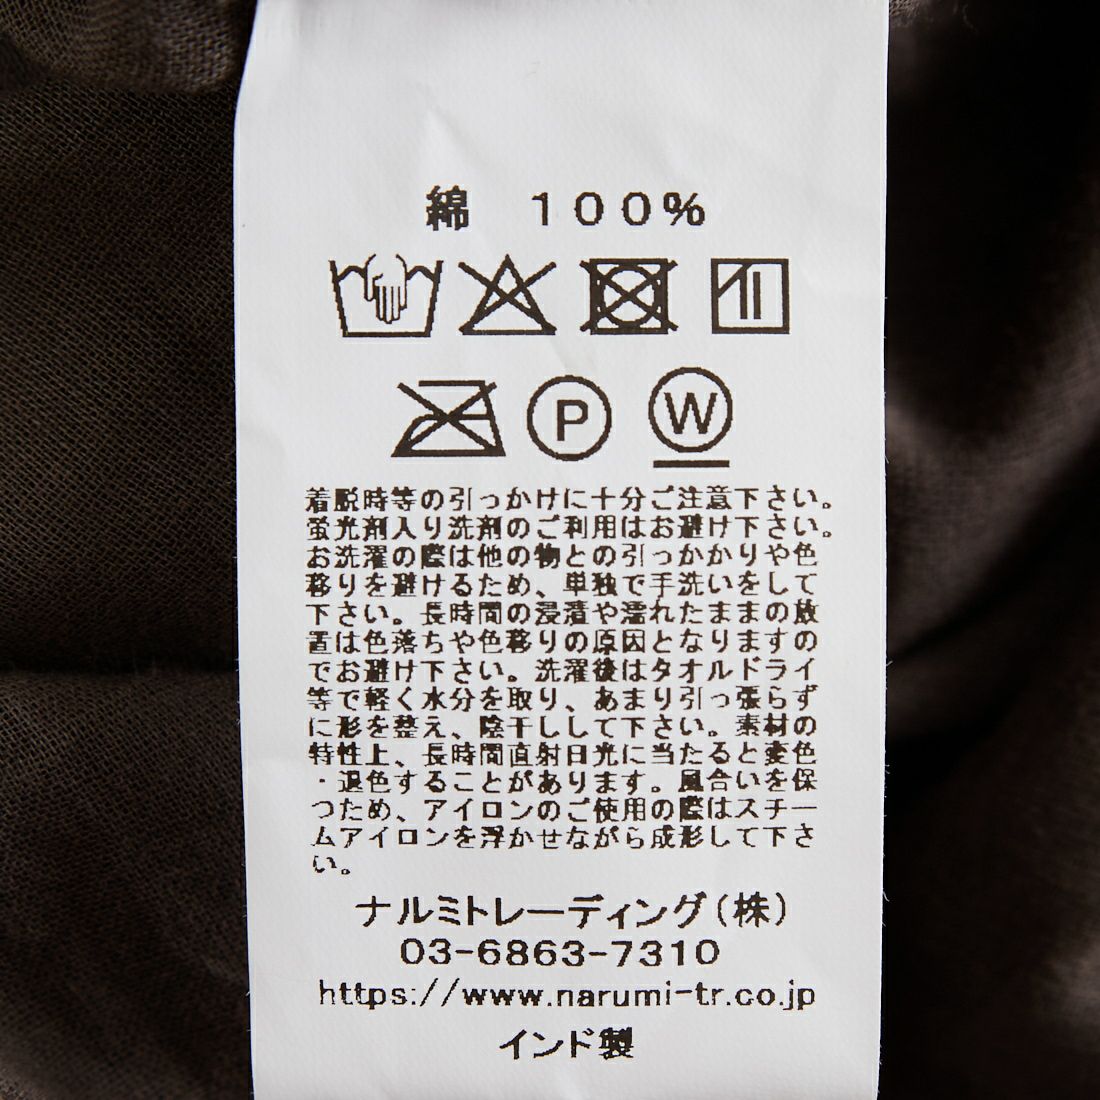 綿 100%
P W
着脱時等の引っかけに十分ご注意下さい。
蛍光剤入り洗剤のご利用はお避け下さい。
お洗濯の際は他の物との引っかかりや色
移りを避けるため、単独で手洗いをして
下さい。長時間の浸漬や濡れたままの放
置は色落ちや色移りの原因となりますの
でお避け下さい。洗濯後はタオルドライ
等で軽く水分を取り、あまり引っ張らず
に形を整え、陰干しして下さい。素材の
特性上、長時間直射日光に当たると変色
・退色することがあります。風合いを保
つため、アイロンのご使用の際はスチー
ムアイロンを浮かせながら成形して下さ
い。
ナルミトレーディング(株)
03-6863-7310
https://www.narumi-tr.co.jp
インド製